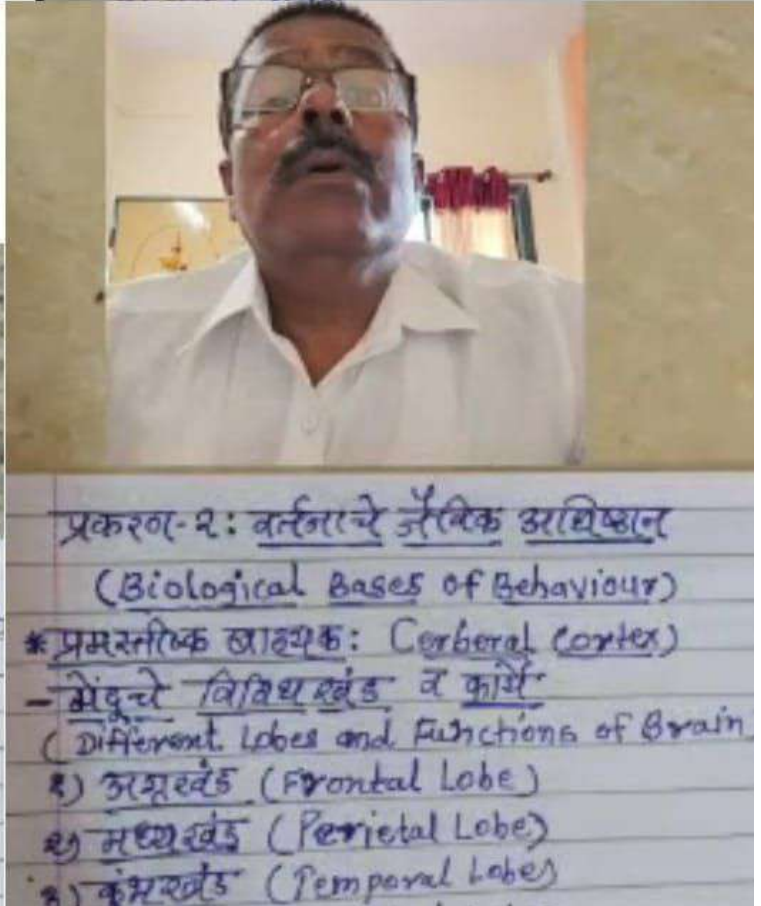 प्रकरण-२: वर्तनाचे जैविक अधिष्ठान
(Biological Bases of Behaviour)
* प्रमस्तीष्क बाह्यक: Cerberal Cortex)
- मेंदूचे विविध खंड व कार्ये
( Different Lobes and Functions of Brain
१) अग्रखंड (Frontal Lobe)
२) मध्यखंड (Perietal Lobe)
३) कुंभखंड (Temporal Lobe)